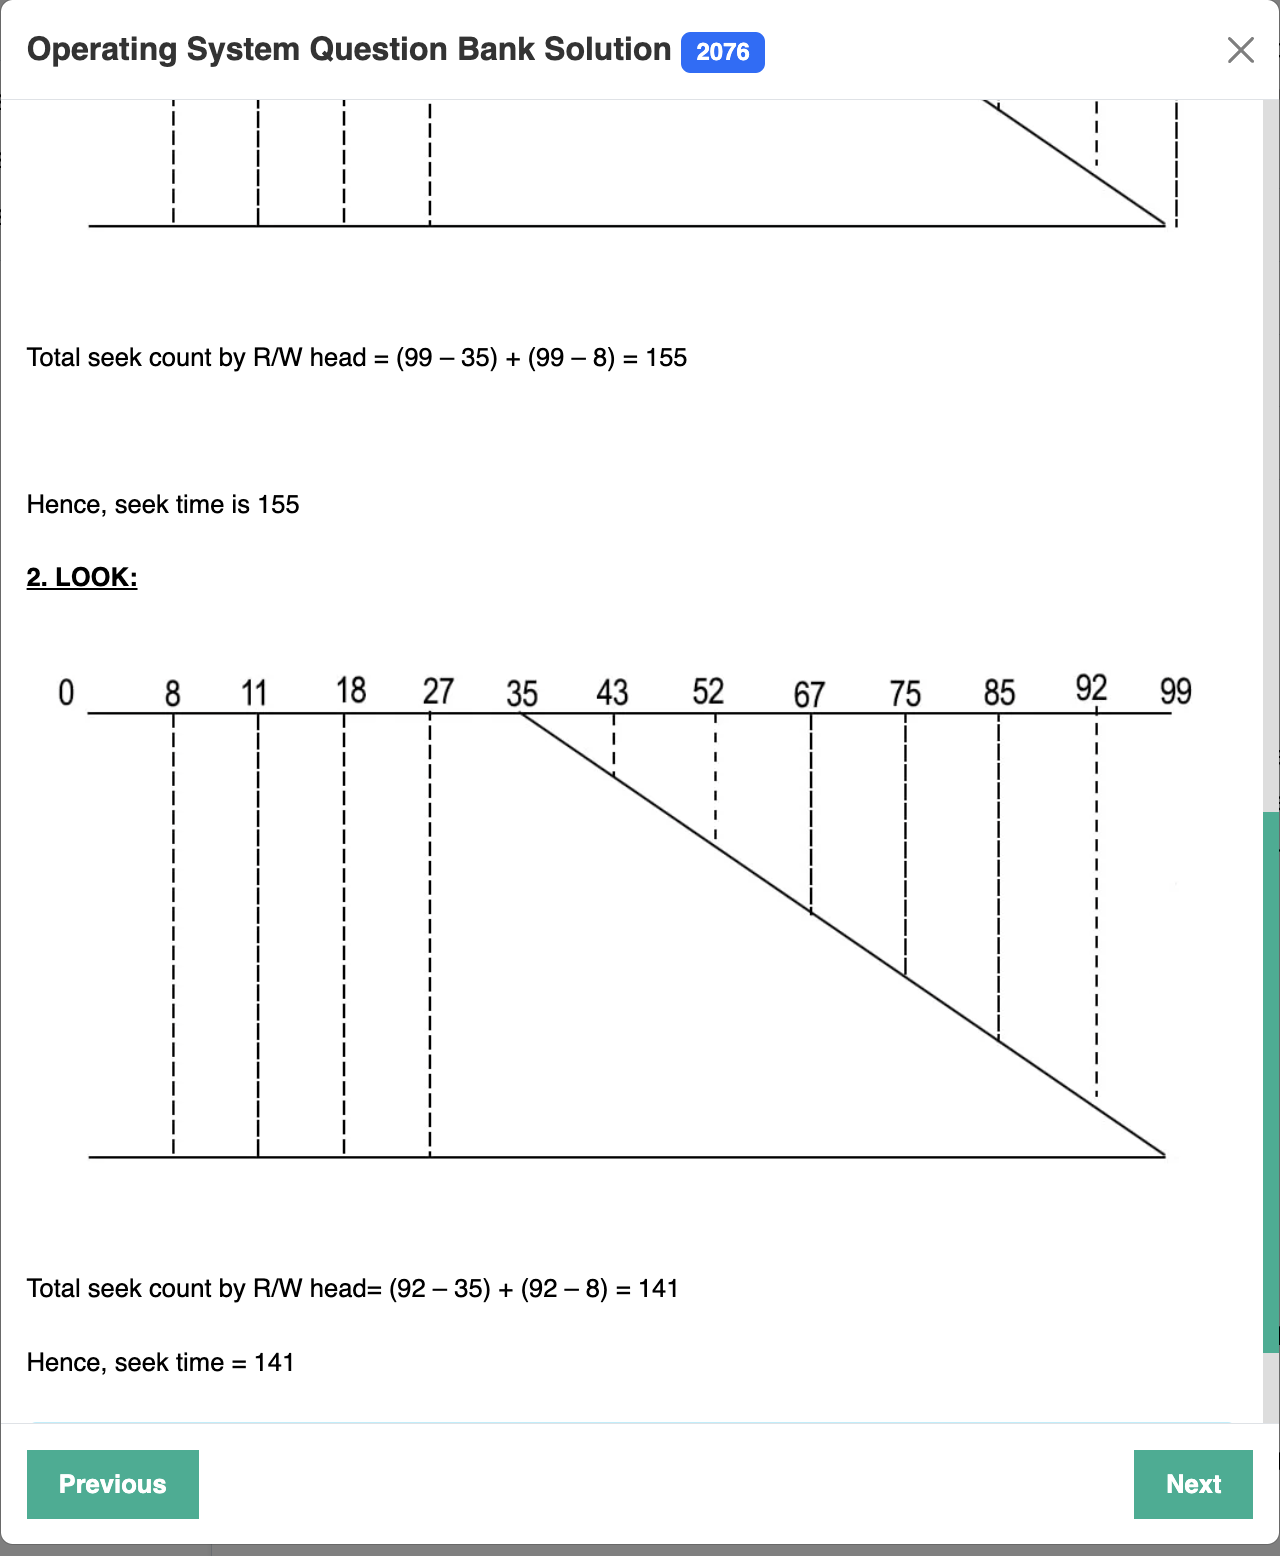 Operating System Question Bank Solution 2076
Total seek count by R/W head = (99 – 35) + (99 – 8) = 155
Hence, seek time is 155
2. LOOK:
0 8 11 18 27 35 43 52 67 75 85 92 99
Total seek count by R/W head= (92 – 35) + (92 – 8) = 141
Hence, seek time = 141
Previous Next